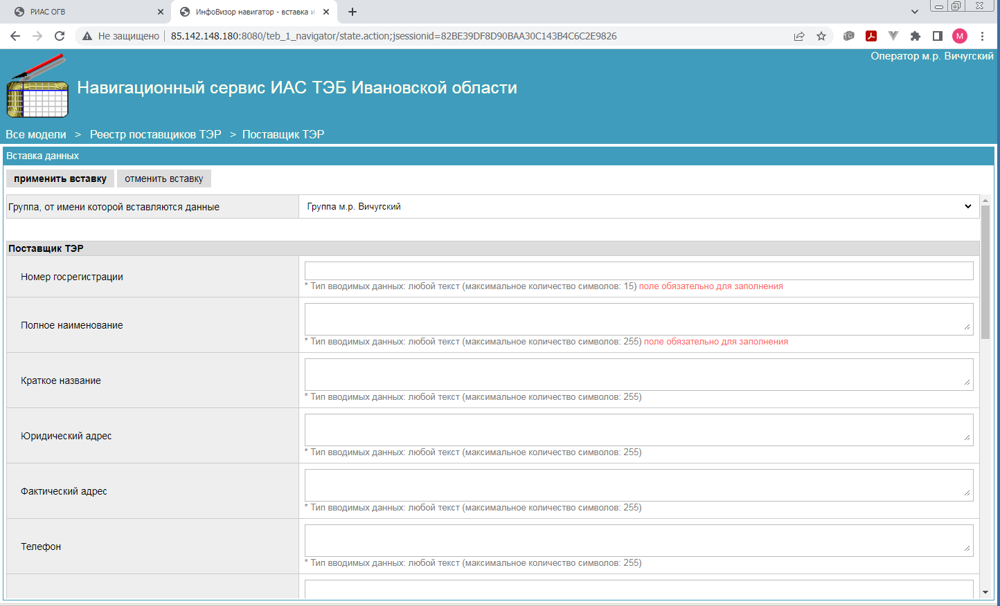 РИАС ОГВ
ИнфоВизор навигатор - вставка и
Не защищено 85.142.148.180:8080/teb_1_navigator/state.action;jsessionid=82BE39DF8D90BAA30C143B4C6C2E9826
M
Оператор м.р. Вичугский
Навигационный сервис ИАС ТЭБ Ивановской области
Все модели > Реестр поставщиков ТЭР > Поставщик ТЭР
Вставка данных
применить вставку отменить вставку
Группа, от имени которой вставляются данные Группа м.р. Вичугский
Поставщик ТЭР
Номер госрегистрации
* Тип вводимых данных: любой текст (максимальное количество символов: 15) поле обязательно для заполнения
Полное наименование
* Тип вводимых данных: любой текст (максимальное количество символов: 255) поле обязательно для заполнения
Краткое название
* Тип вводимых данных: любой текст (максимальное количество символов: 255)
Юридический адрес
* Тип вводимых данных: любой текст (максимальное количество символов: 255)
Фактический адрес
* Тип вводимых данных: любой текст (максимальное количество символов: 255)
Телефон
* Тип вводимых данных: любой текст (максимальное количество символов: 255)